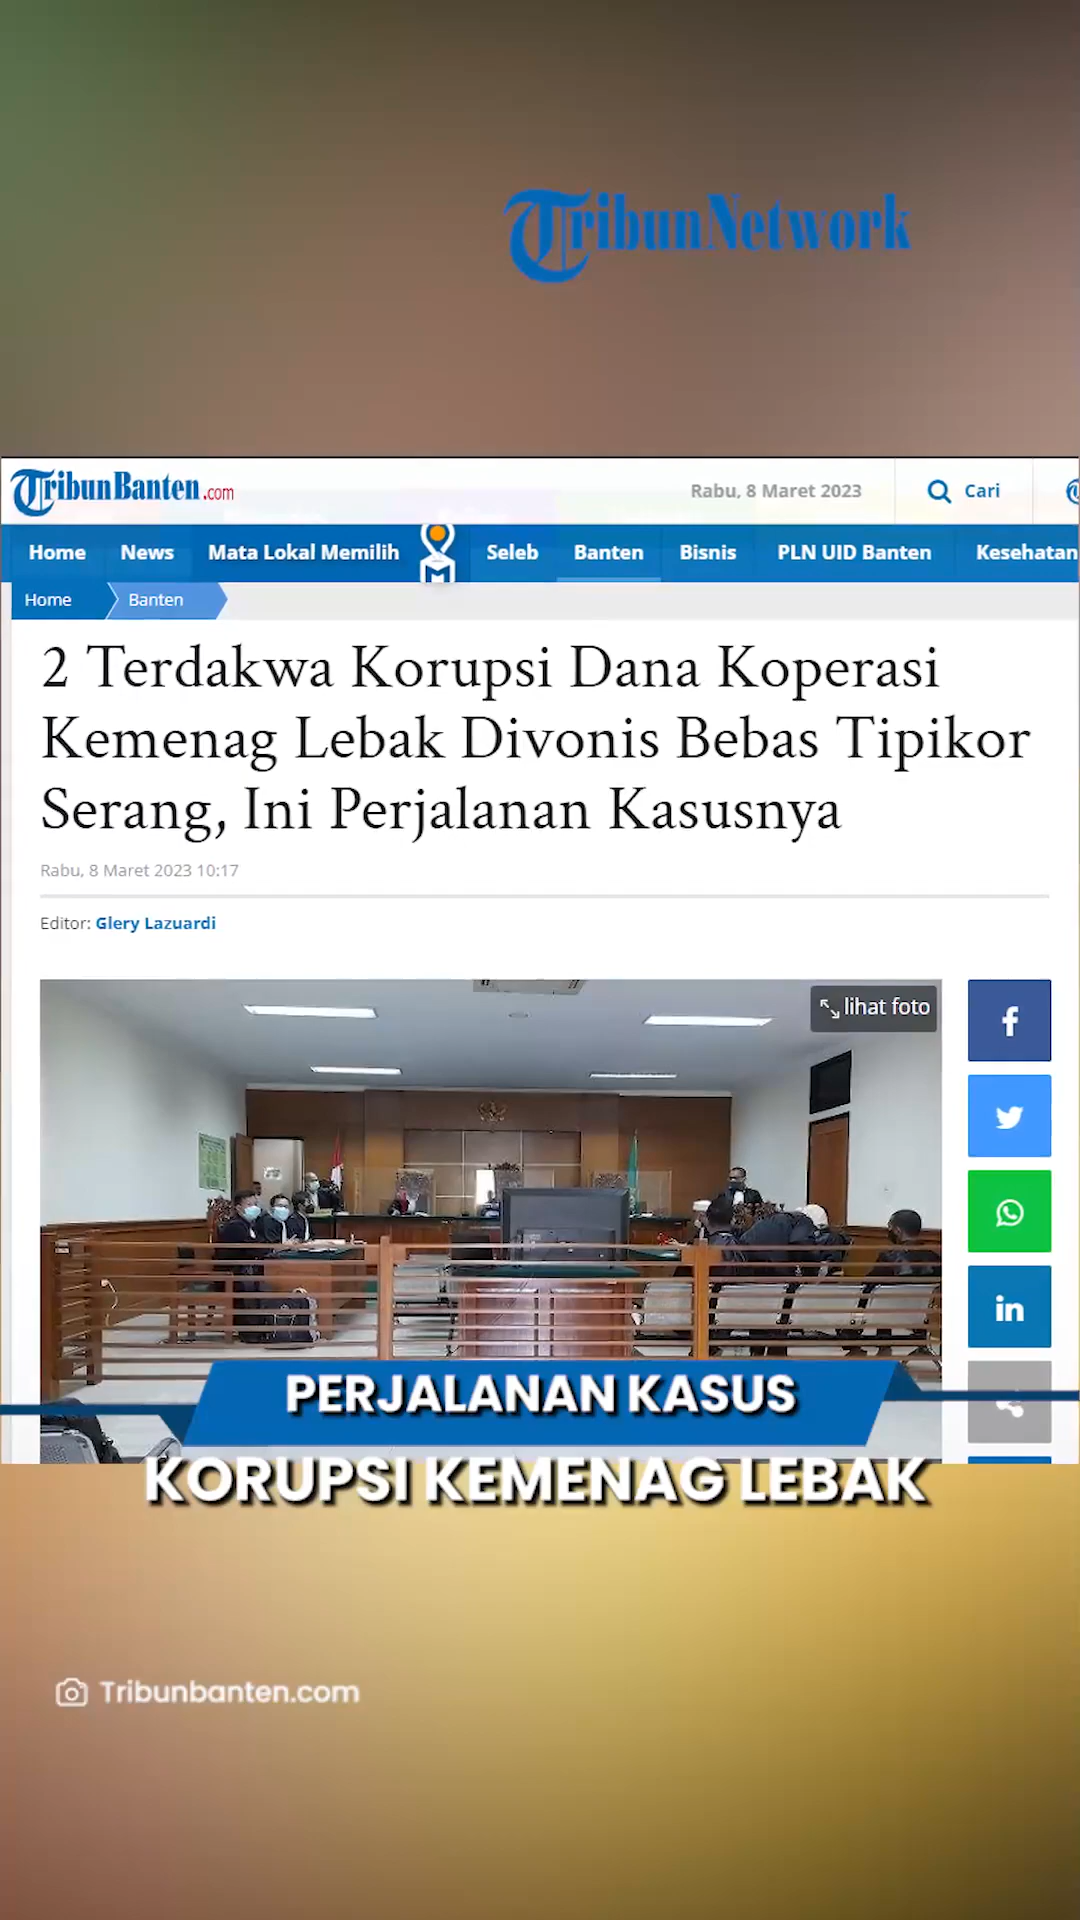 TribunNetwork
TribunBanten.com
Rabu, 8 Maret 2023
Cari
Home
News
Mata Lokal Memilih
Seleb
Banten
Bisnis
PLN UID Banten
Kesehatan
Home
Banten
2 Terdakwa Korupsi Dana Koperasi
Kemenag Lebak Divonis Bebas Tipikor
Serang, Ini Perjalanan Kasusnya
Rabu, 8 Maret 2023 10:17
Editor: Glery Lazuardi
lihat foto
PERJALANAN KASUS
KORUPSI KEMENAG LEBAK
Tribunbanten.com